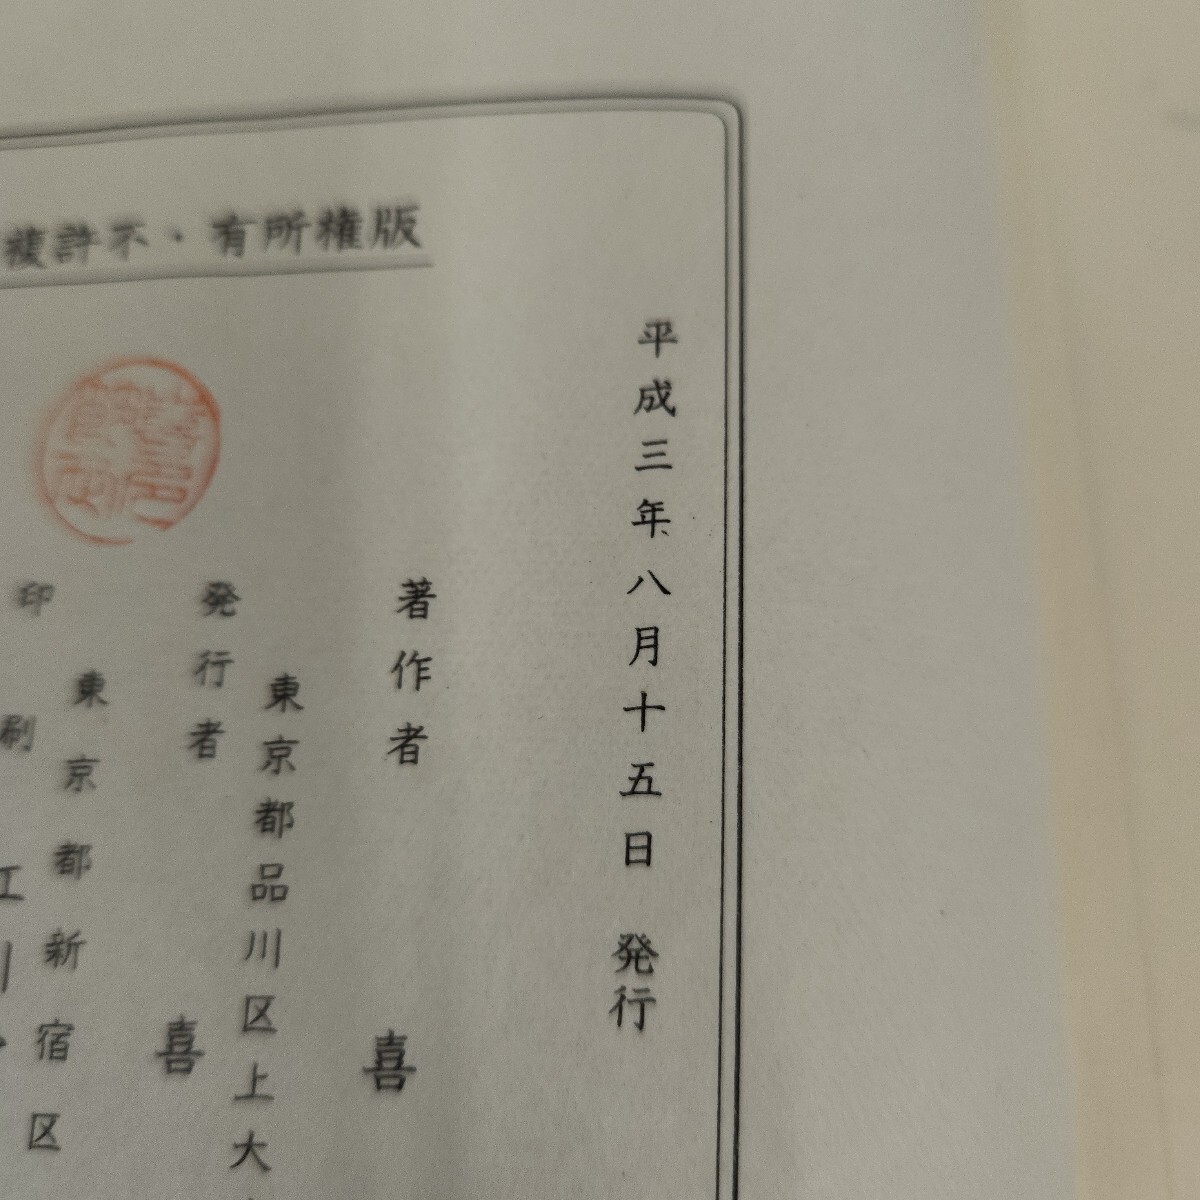 版権所有・不許複
平成三年八月十五日 発行
著作者 喜
東京都品川区上大
発行者 喜
東京都新宿区
印刷
江川